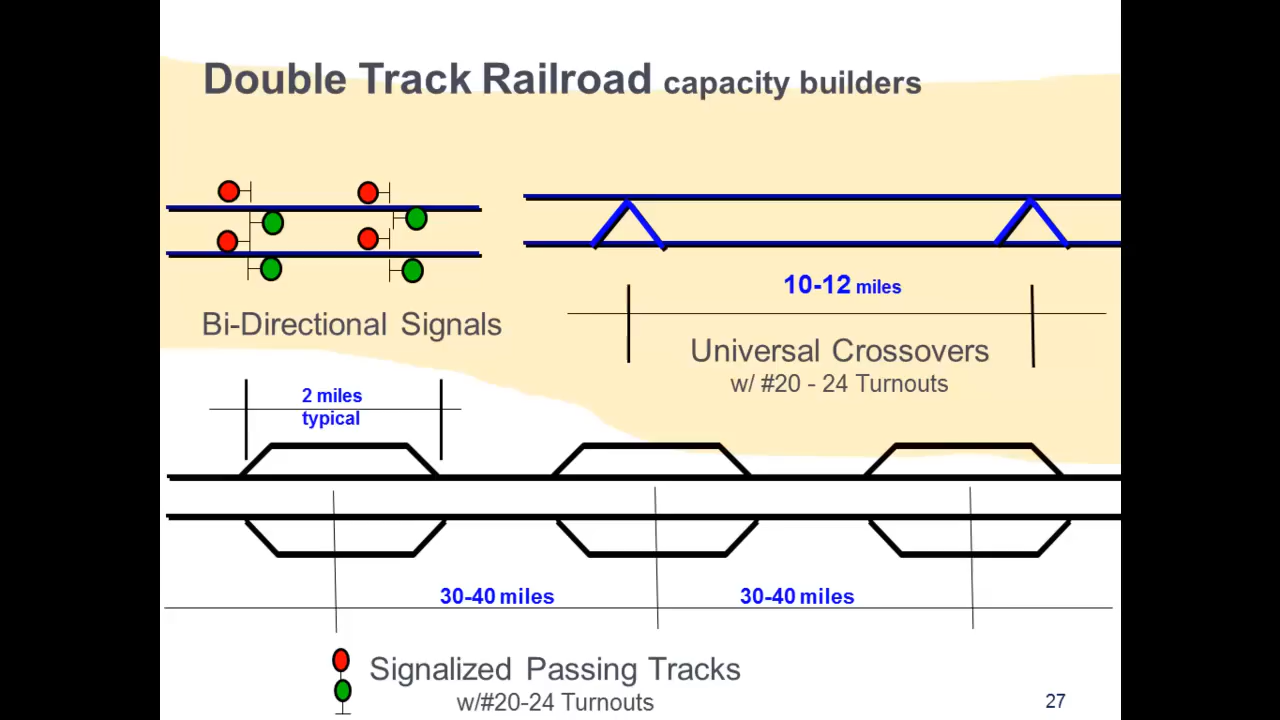 Double Track Railroad capacity builders
10-12 miles
Bi-Directional Signals
Universal Crossovers
w/ #20 - 24 Turnouts
2 miles
typical
30-40 miles
30-40 miles
Signalized Passing Tracks
w/#20-24 Turnouts
27